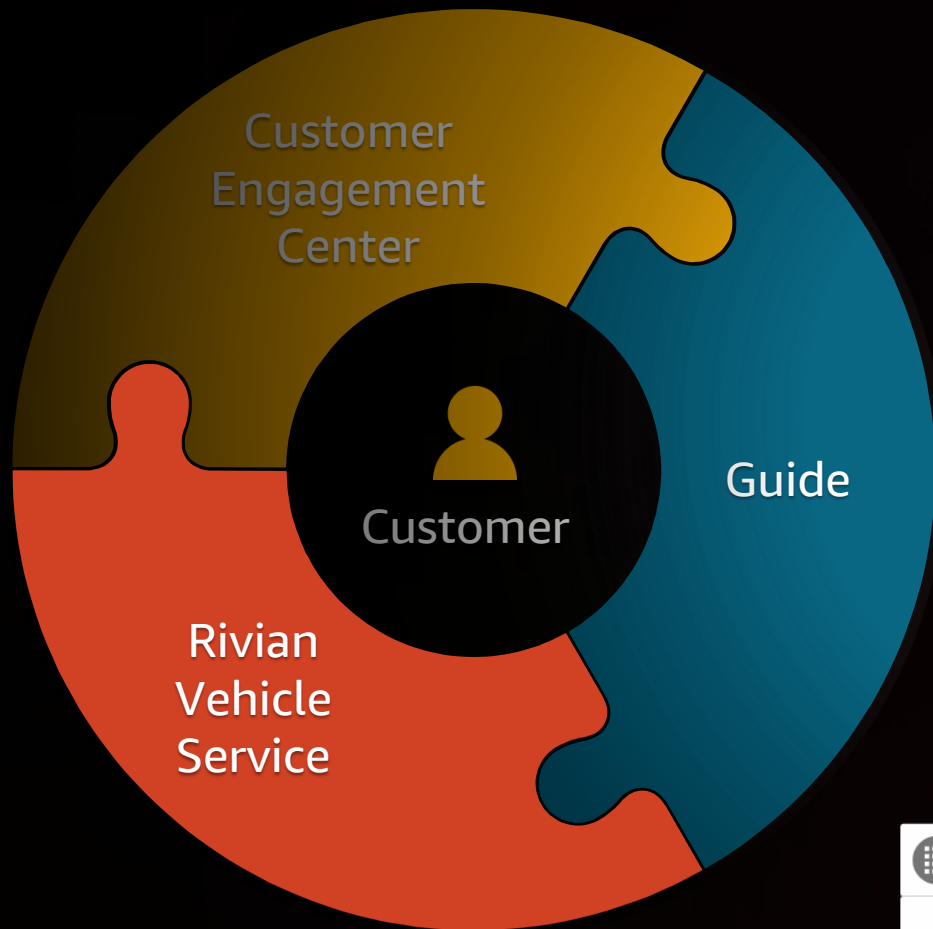 Customer
Engagement
Center
Guide
Customer
Rivian
Vehicle
Service